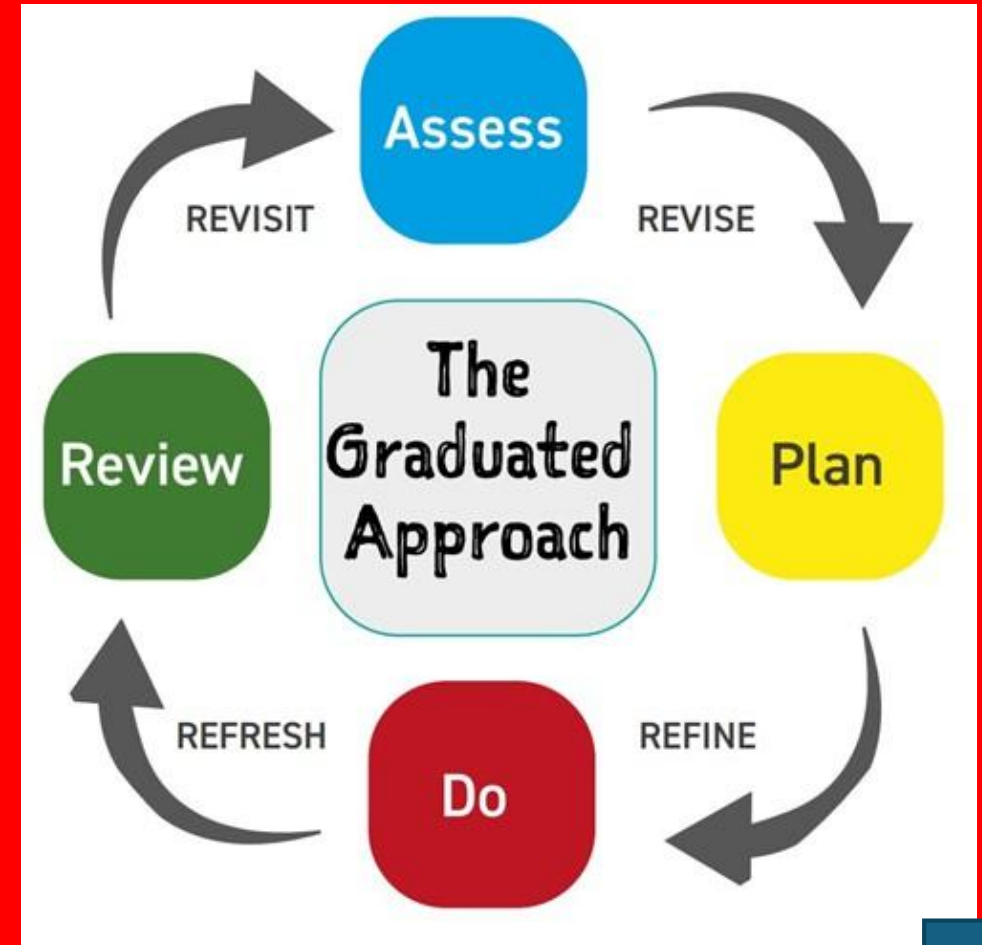 Assess
REVISIT
REVISE
The
Graduated
Approach
Review
Plan
REFRESH
REFINE
Do